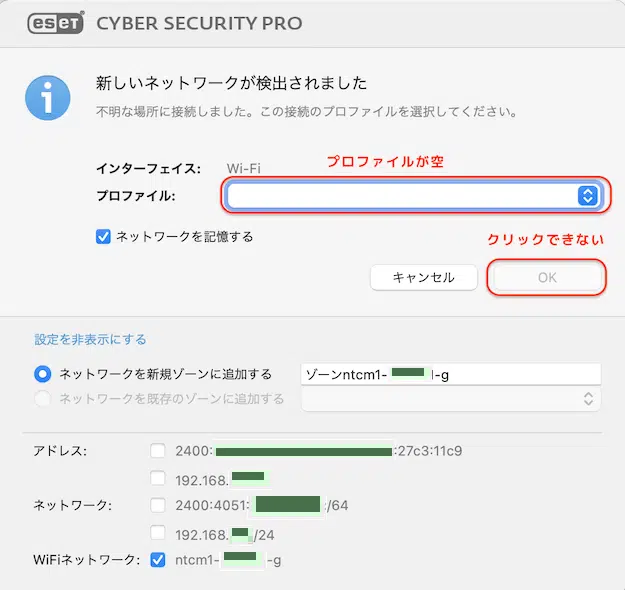 eseT CYBER SECURITY PRO
新しいネットワークが検出されました
不明な場所に接続しました。この接続のプロファイルを選択してください。
プロファイルが空
インターフェイス: Wi-Fi
プロファイル:
ネットワークを記憶する
クリックできない
キャンセル OK
設定を非表示にする
ネットワークを新規ゾーンに追加する ゾーンntcm1- -g
ネットワークを既存のゾーンに追加する
アドレス: 2400: :27c3:11c9
192.168.
ネットワーク: 2400:4051: :/64
192.168. /24
WiFiネットワーク: ntcm1- -g